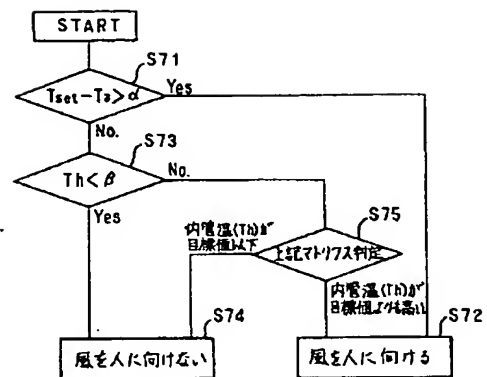 START
S71
Tset-Ta>α
Yes
No.
S73
Th<β
No.
Yes
S75
内管温(Th)が
目標値以下
上記マトリクス判定
内管温(Th)が
目標値よりも高い
S74
S72
風を人に向けない
風を人に向ける